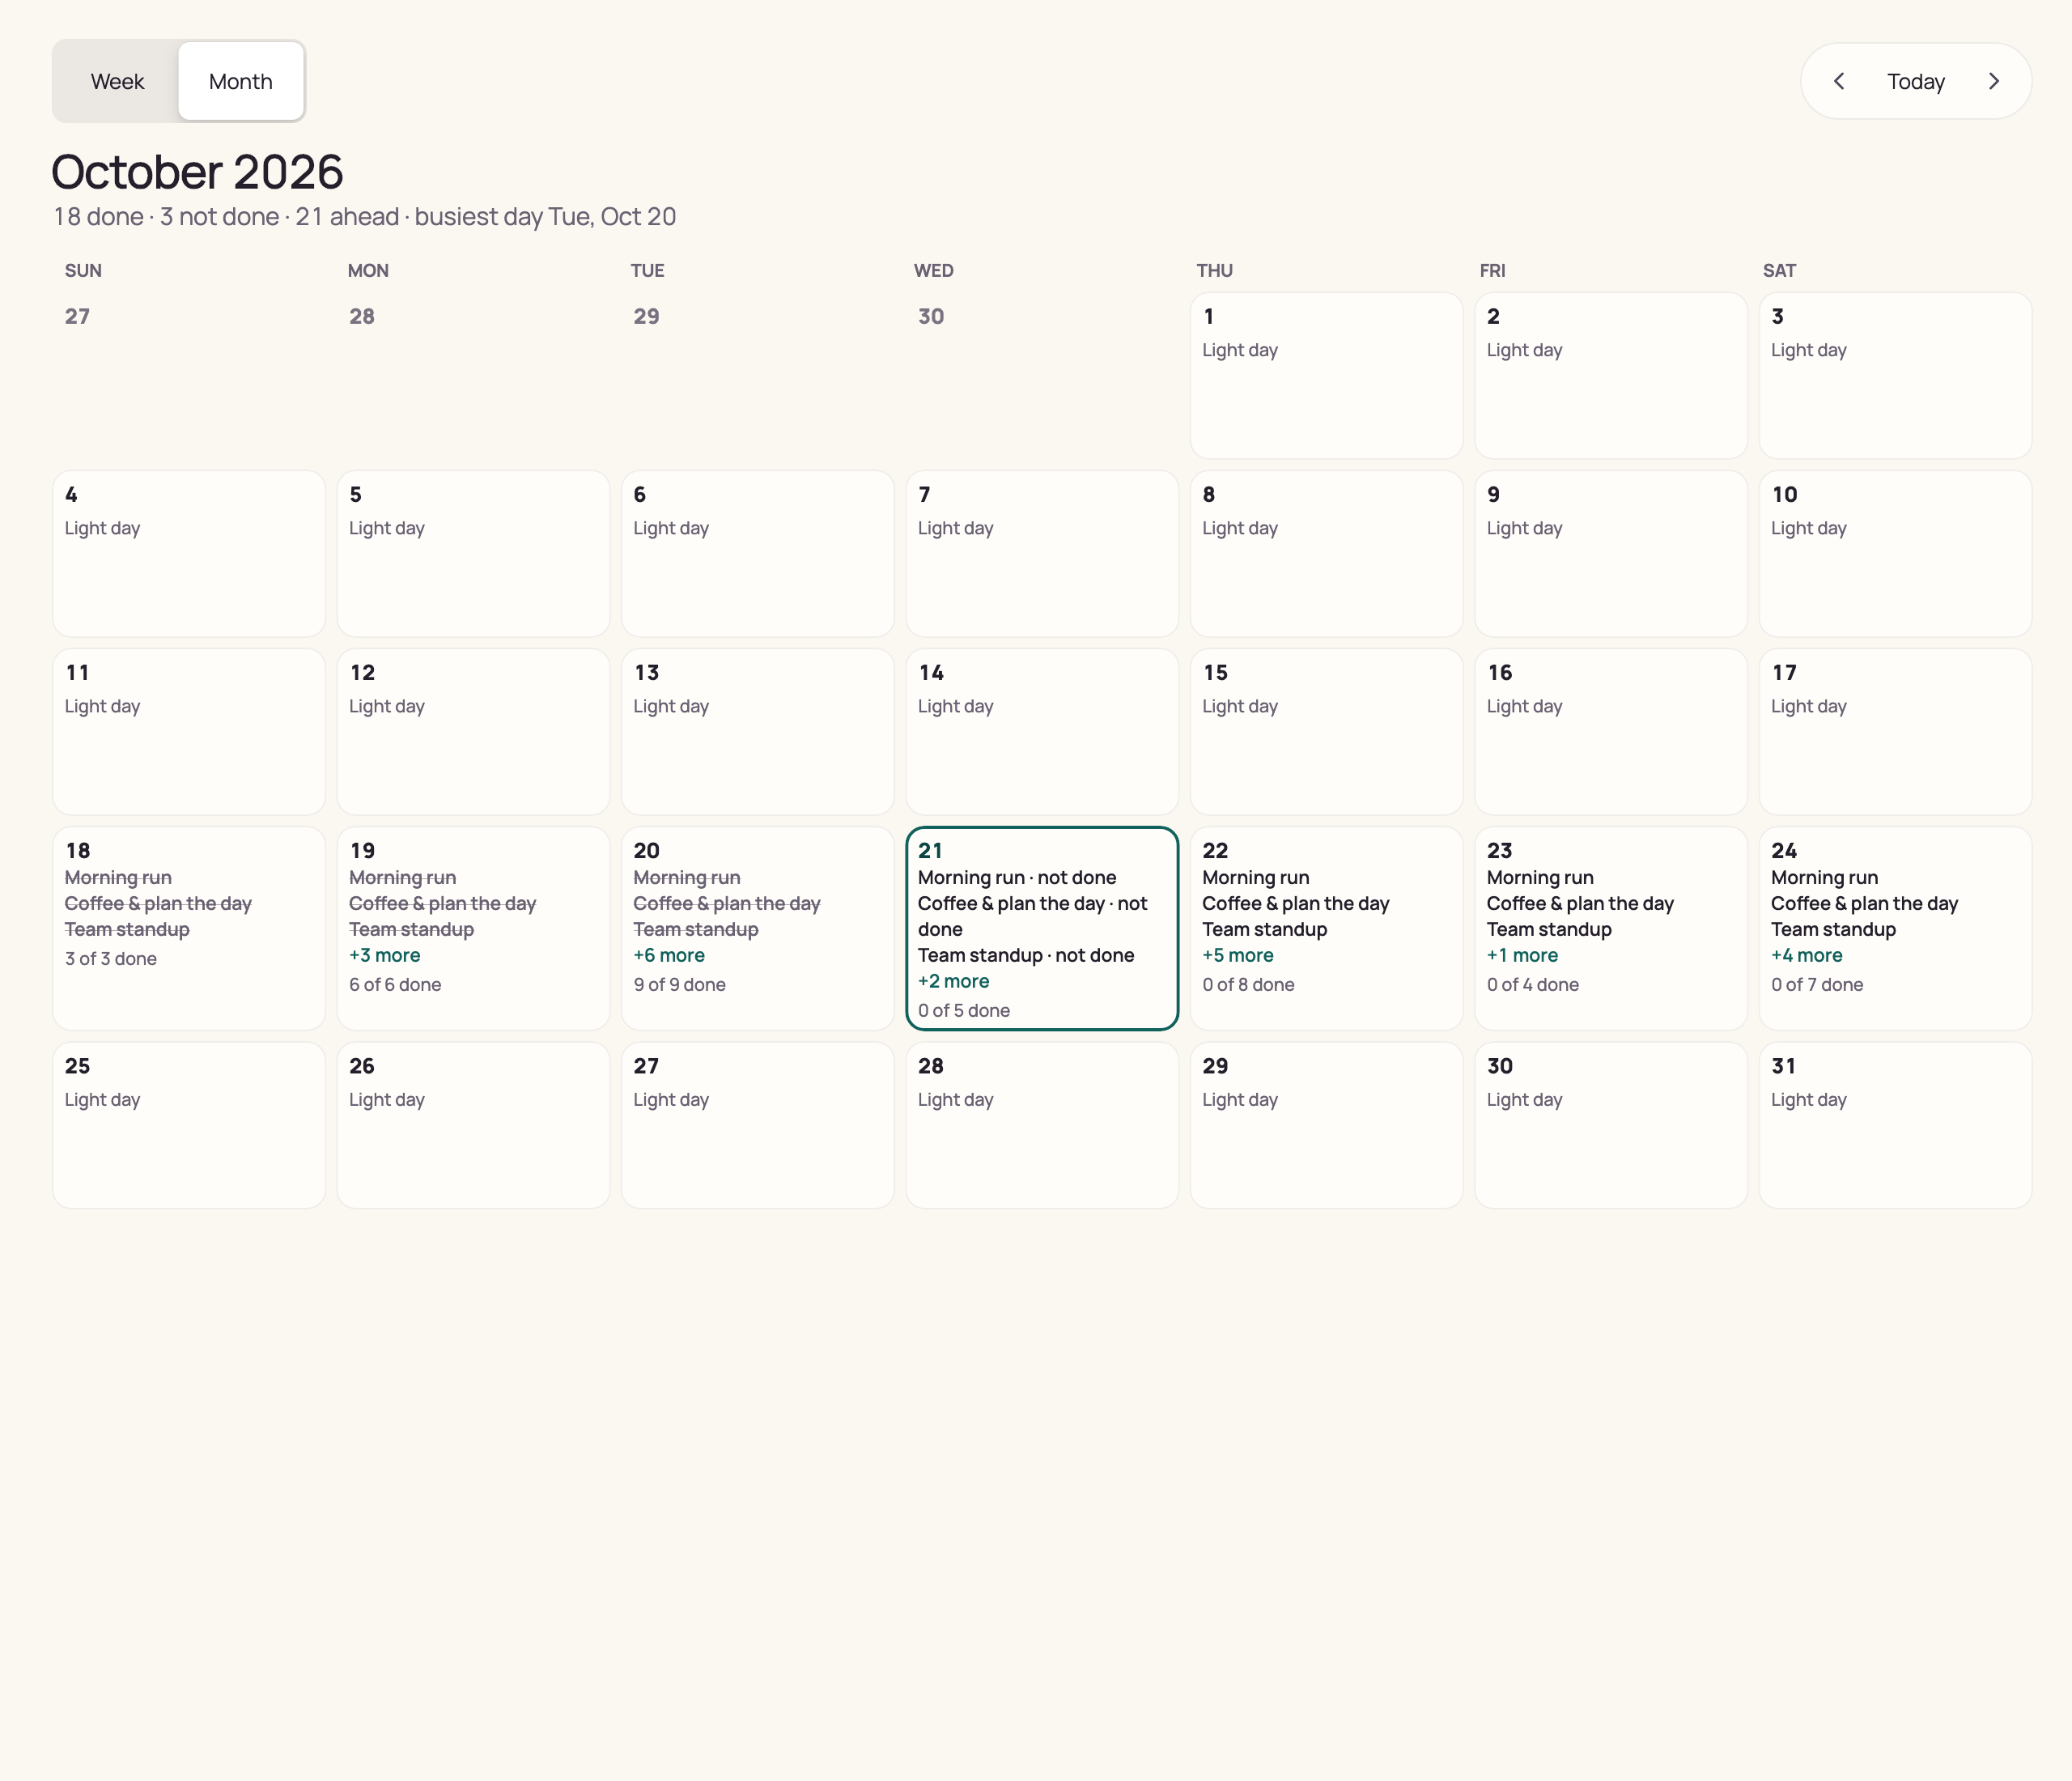 Week
Month
Today
October 2026
18 done · 3 not done · 21 ahead · busiest day Tue, Oct 20
SUN MON TUE WED THU FRI SAT
27
28
29
30
1
Light day
2
Light day
3
Light day
4
Light day
5
Light day
6
Light day
7
Light day
8
Light day
9
Light day
10
Light day
11
Light day
12
Light day
13
Light day
14
Light day
15
Light day
16
Light day
17
Light day
18
Morning run
Coffee & plan the day
Team standup
3 of 3 done
19
Morning run
Coffee & plan the day
Team standup
+3 more
6 of 6 done
20
Morning run
Coffee & plan the day
Team standup
+6 more
9 of 9 done
21
Morning run · not done
Coffee & plan the day · not
done
Team standup · not done
+2 more
0 of 5 done
22
Morning run
Coffee & plan the day
Team standup
+5 more
0 of 8 done
23
Morning run
Coffee & plan the day
Team standup
+1 more
0 of 4 done
24
Morning run
Coffee & plan the day
Team standup
+4 more
0 of 7 done
25
Light day
26
Light day
27
Light day
28
Light day
29
Light day
30
Light day
31
Light day